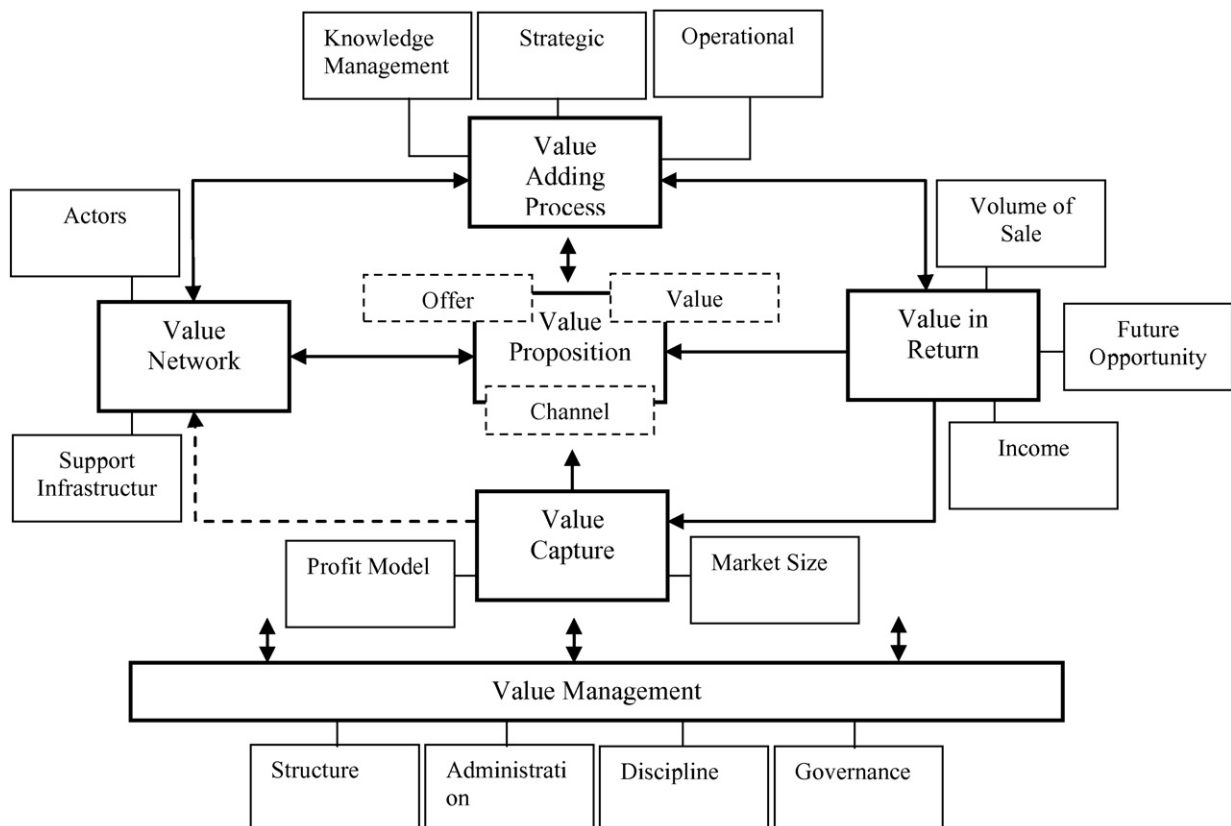 Knowledge
Management
Strategic
Operational
Value
Adding
Process
Actors
Volume of
Sale
Offer
Value
Value
Network
Value
Proposition
Value in
Return
Future
Opportunity
Channel
Support
Infrastructur
Income
Value
Capture
Profit Model
Market Size
Value Management
Structure
Administrati
on
Discipline
Governance